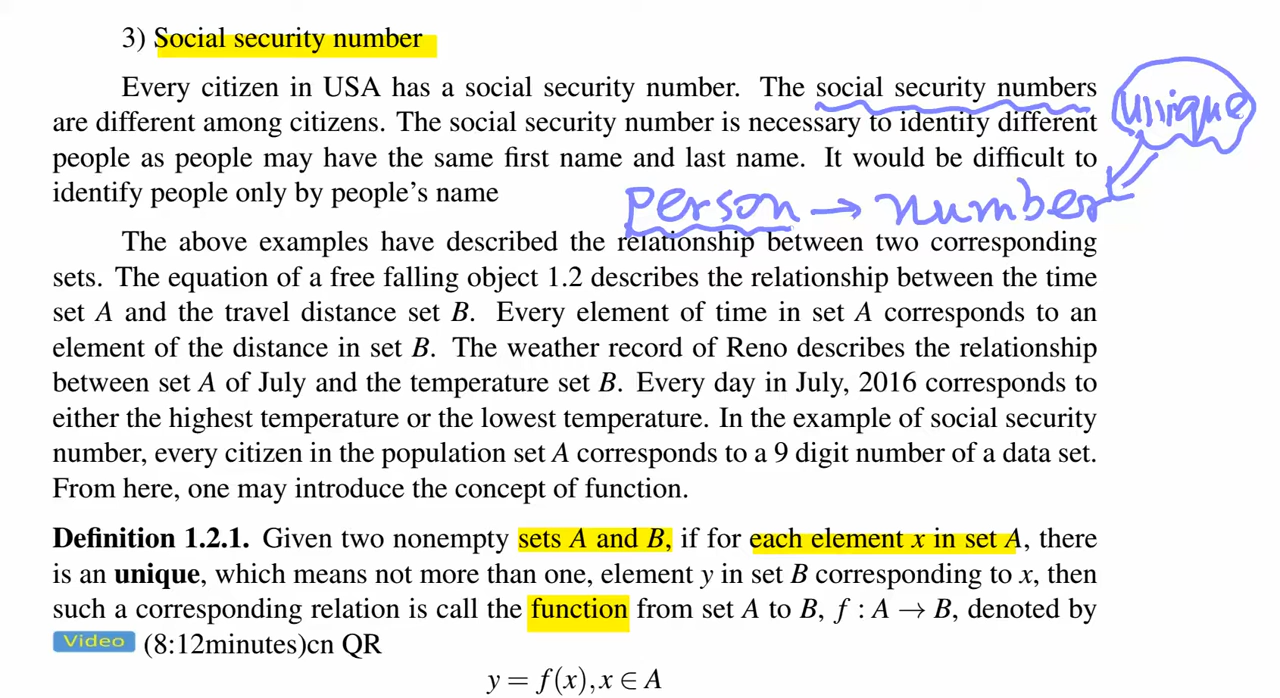 3) Social security number
Every citizen in USA has a social security number. The social security numbers
unique
are different among citizens. The social security number is necessary to identify different
people as people may have the same first name and last name. It would be difficult to
identify people only by people's name
person → number
The above examples have described the relationship between two corresponding
sets. The equation of a free falling object 1.2 describes the relationship between the time
set A and the travel distance set B. Every element of time in set A corresponds to an
element of the distance in set B. The weather record of Reno describes the relationship
between set A of July and the temperature set B. Every day in July, 2016 corresponds to
either the highest temperature or the lowest temperature. In the example of social security
number, every citizen in the population set A corresponds to a 9 digit number of a data set.
From here, one may introduce the concept of function.
Definition 1.2.1. Given two nonempty sets A and B, if for each element x in set A, there
is an unique, which means not more than one, element y in set B corresponding to x, then
such a corresponding relation is call the function from set A to B, f : A → B, denoted by
Video (8:12minutes)cn QR
y = f(x), x ∈ A